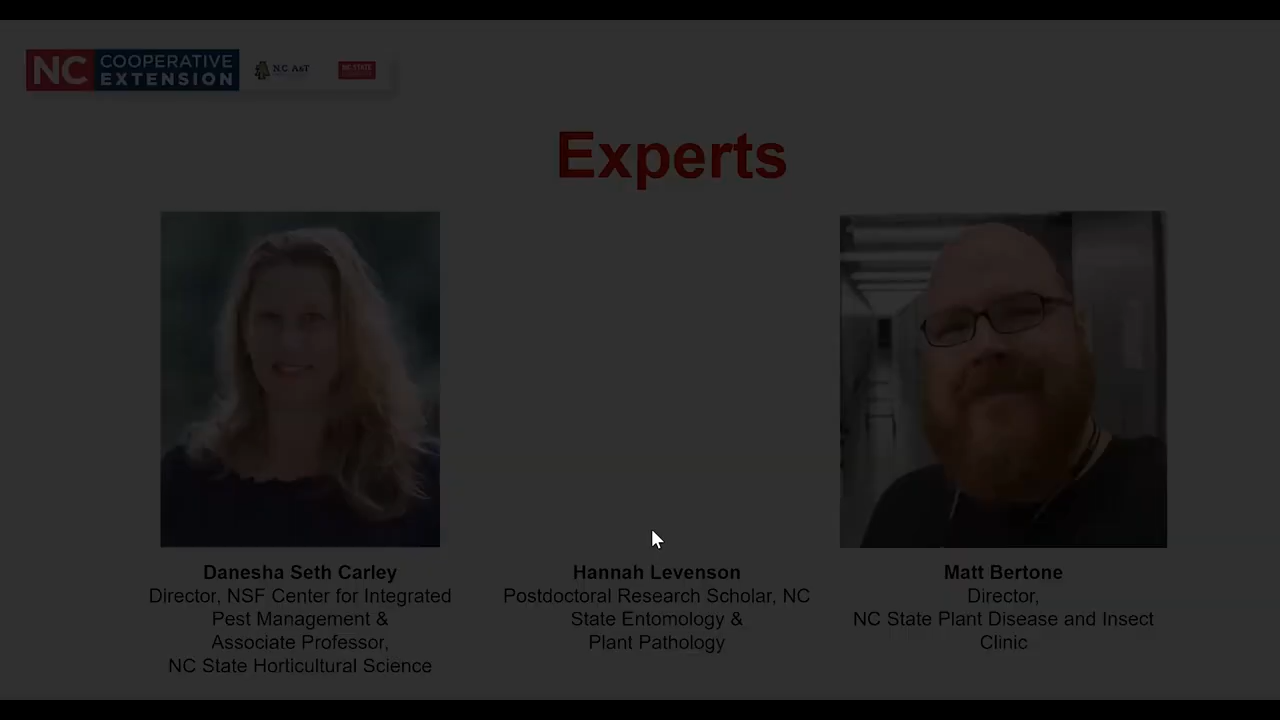 NC COOPERATIVE
EXTENSION
N.C. A&T
NC STATE
Experts
Danesha Seth Carley
Director, NSF Center for Integrated
Pest Management &
Associate Professor,
NC State Horticultural Science
Hannah Levenson
Postdoctoral Research Scholar, NC
State Entomology &
Plant Pathology
Matt Bertone
Director,
NC State Plant Disease and Insect
Clinic